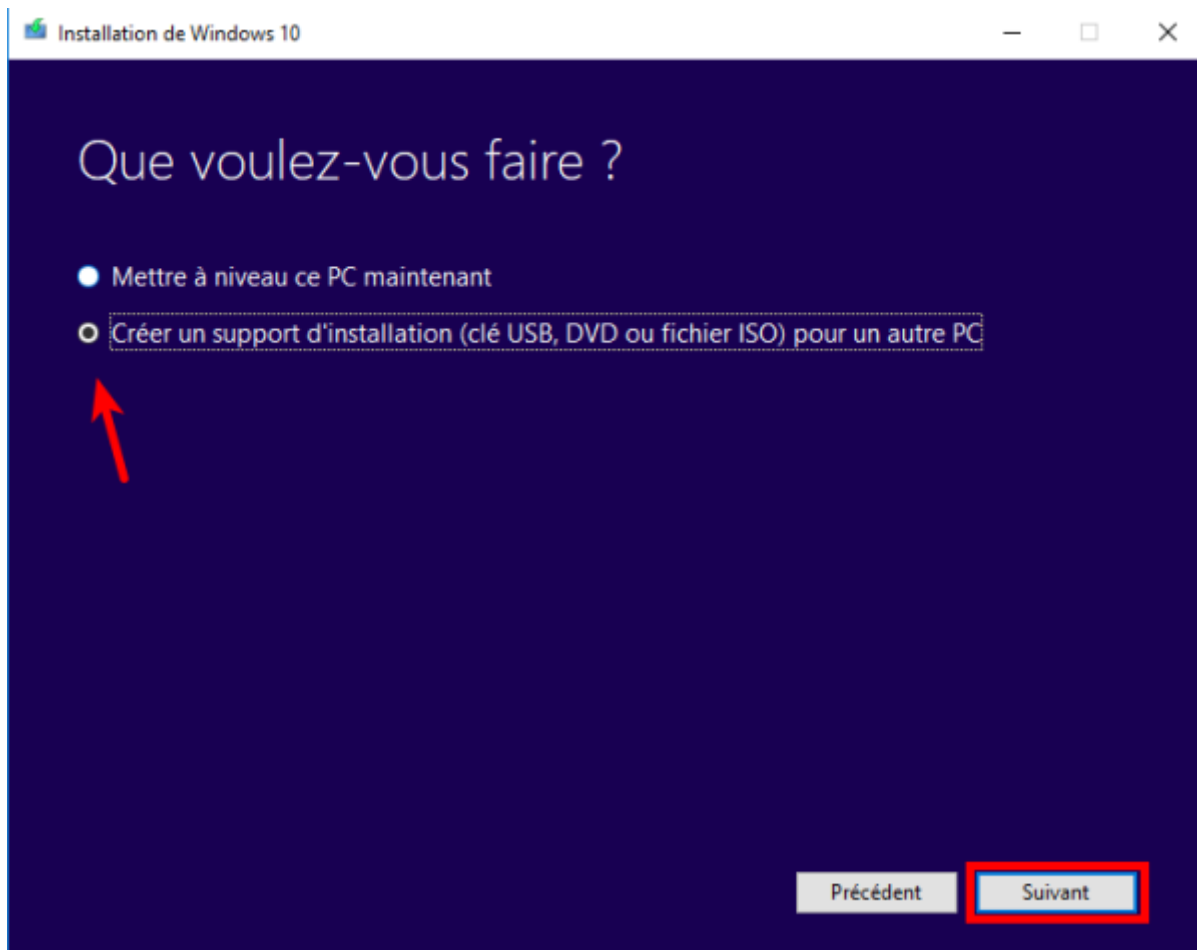 Installation de Windows 10
Que voulez-vous faire ?
Mettre à niveau ce PC maintenant
Créer un support d'installation (clé USB, DVD ou fichier ISO) pour un autre PC
Précédent
Suivant